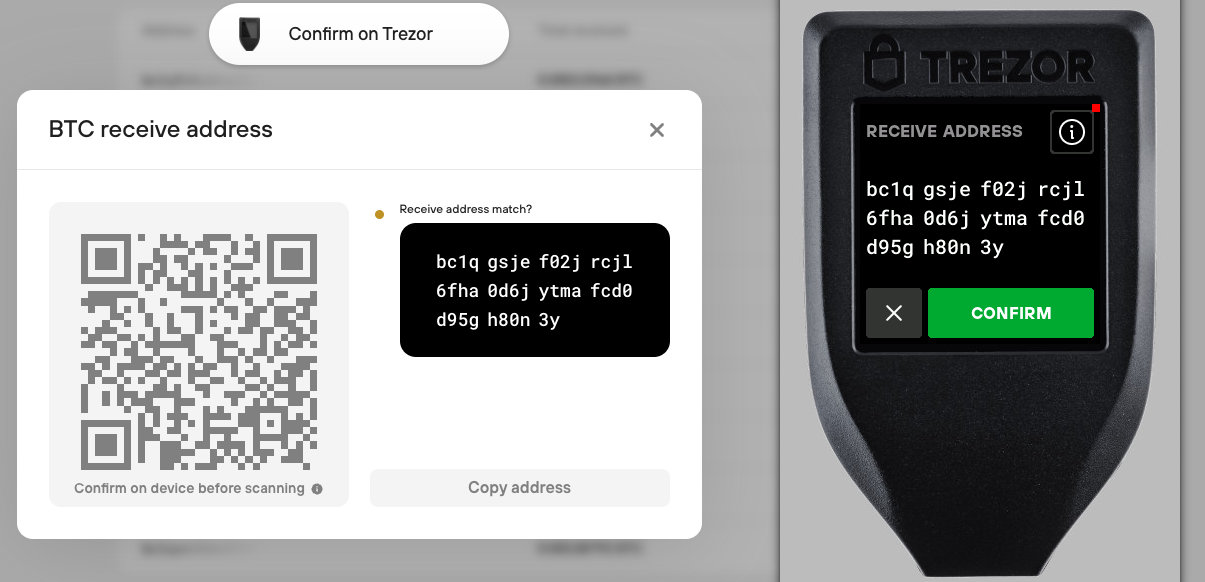 Confirm on Trezor
BTC receive address
Receive address match?
bc1q gsje f02j rcjl
6fha 0d6j ytma fcd0
d95g h80n 3y
Confirm on device before scanning
Copy address
TREZOR
RECEIVE ADDRESS
bc1q gsje f02j rcjl
6fha 0d6j ytma fcd0
d95g h80n 3y
CONFIRM